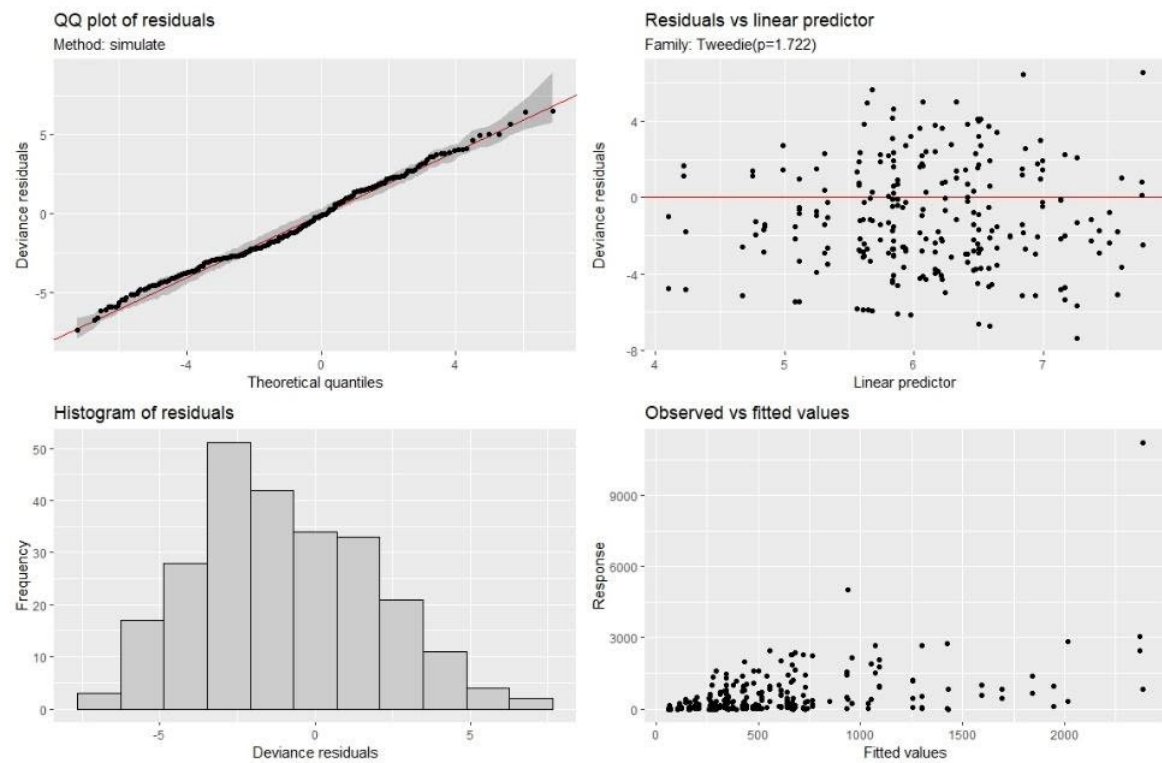 QQ plot of residuals
Method: simulate
Deviance residuals
5
0
-5
-4
0
4
Theoretical quantiles
Residuals vs linear predictor
Family: Tweedie(p=1.722)
Deviance residuals
4
0
-4
-8
4
5
6
7
Linear predictor
Histogram of residuals
Frequency
50
40
30
20
10
0
-5
0
5
Deviance residuals
Observed vs fitted values
Response
9000
6000
3000
0
0
500
1000
1500
2000
Fitted values